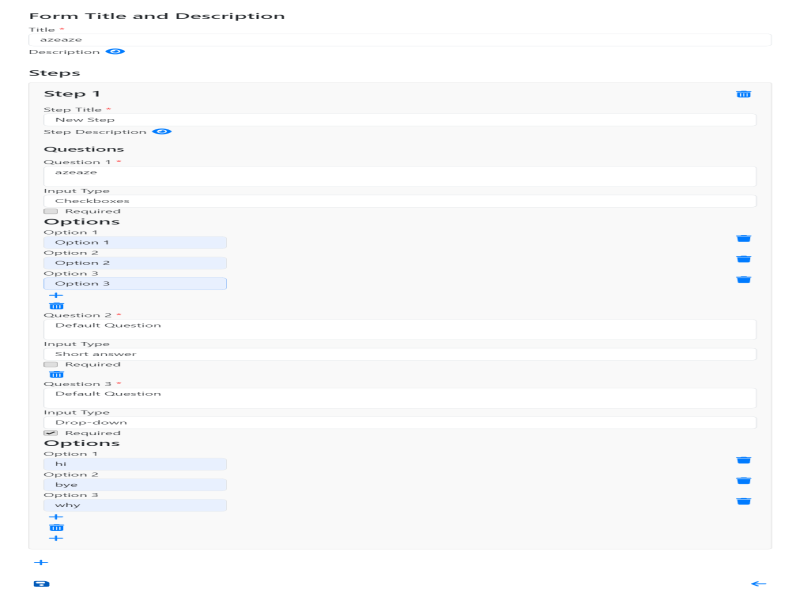 Form Title and Description
Title *
azeaze
Description
Steps
Step 1
Step Title *
New Step
Step Description
Questions
Question 1 *
azeaze
Input Type
Checkboxes
Required
Options
Option 1
Option 1
Option 2
Option 2
Option 3
Option 3
Question 2 *
Default Question
Input Type
Short answer
Required
Question 3 *
Default Question
Input Type
Drop-down
Required
Options
Option 1
hi
Option 2
bye
Option 3
why